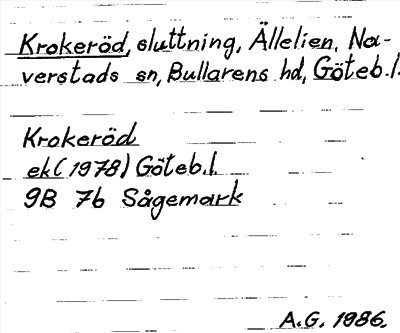 Krokeröd, sluttning, Ällelien, Na-
verstads sn, Bullarens hd, Göteb.l.
Krokeröd
ek (1978) Göteb.l.
9B 7b Sågemark
A.G. 1986.